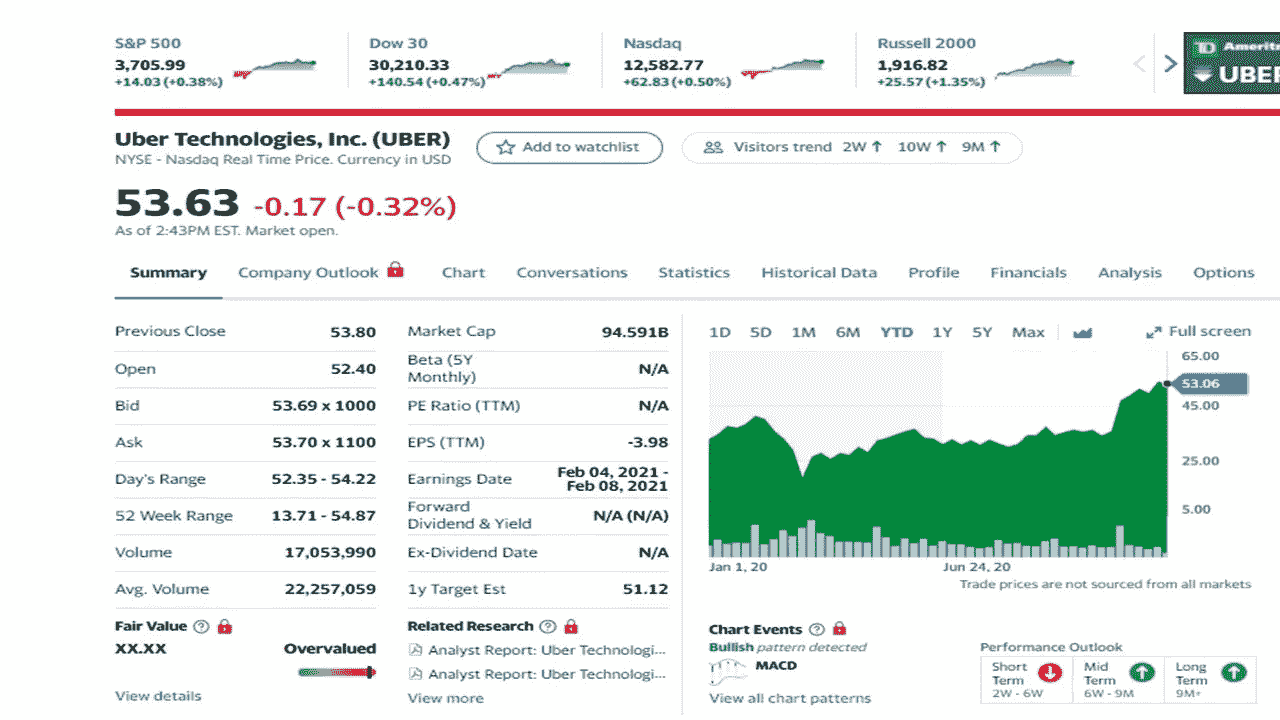 S&P 500
3,705.99
+14.03 (+0.38%)
Dow 30
30,210.33
+140.54 (+0.47%)
Nasdaq
12,582.77
+62.83 (+0.50%)
Russell 2000
1,916.82
+25.57 (+1.35%)
TD
UBER
Uber Technologies, Inc. (UBER)
NYSE - Nasdaq Real Time Price. Currency in USD
Add to watchlist
Visitors trend 2W ↑ 10W ↑ 9M ↑
53.63 -0.17 (-0.32%)
As of 2:43PM EST. Market open.
Summary Company Outlook Chart Conversations Statistics Historical Data Profile Financials Analysis Options
Previous Close 53.80
Open 52.40
Bid 53.69 x 1000
Ask 53.70 x 1100
Day's Range 52.35 - 54.22
52 Week Range 13.71 - 54.87
Volume 17,053,990
Avg. Volume 22,257,059
Market Cap 94.591B
Beta (5Y
Monthly) N/A
PE Ratio (TTM) N/A
EPS (TTM) -3.98
Earnings Date Feb 04, 2021 -
Feb 08, 2021
Forward
Dividend & Yield N/A (N/A)
Ex-Dividend Date N/A
1y Target Est 51.12
1D 5D 1M 6M YTD 1Y 5Y Max Full screen
65.00
53.06
45.00
25.00
5.00
Jan 1, 20 Jun 24, 20
Trade prices are not sourced from all markets
Fair Value
XX.XX Overvalued
View details
Related Research
Analyst Report: Uber Technologi...
Analyst Report: Uber Technologi...
View more
Chart Events
Bullish pattern detected
MACD
View all chart patterns
Performance Outlook
Short
Term
2W - 6W
Mid
Term
6W - 9M
Long
Term
9M+